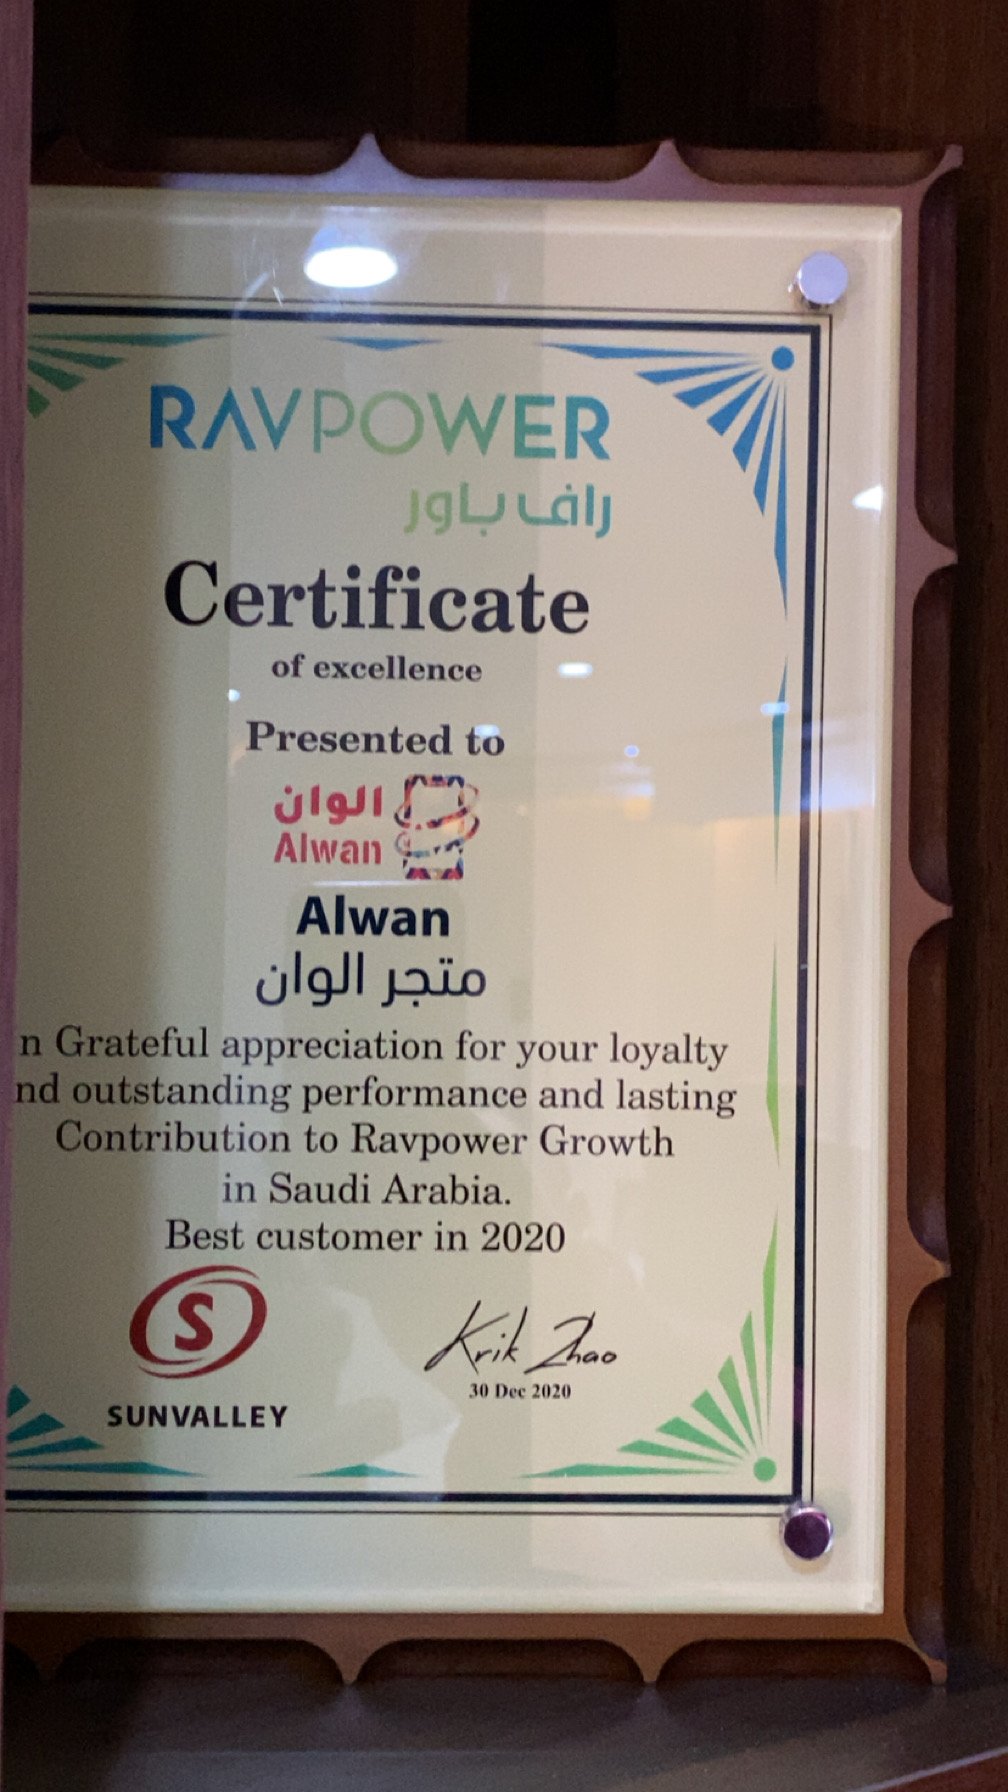 RAVPOWER
راف باور
Certificate
of excellence
Presented to
الوان
Alwan
Alwan
متجر الوان
n Grateful appreciation for your loyalty
nd outstanding performance and lasting
Contribution to Ravpower Growth
in Saudi Arabia.
Best customer in 2020
S
SUNVALLEY
Krik Zhao
30 Dec 2020